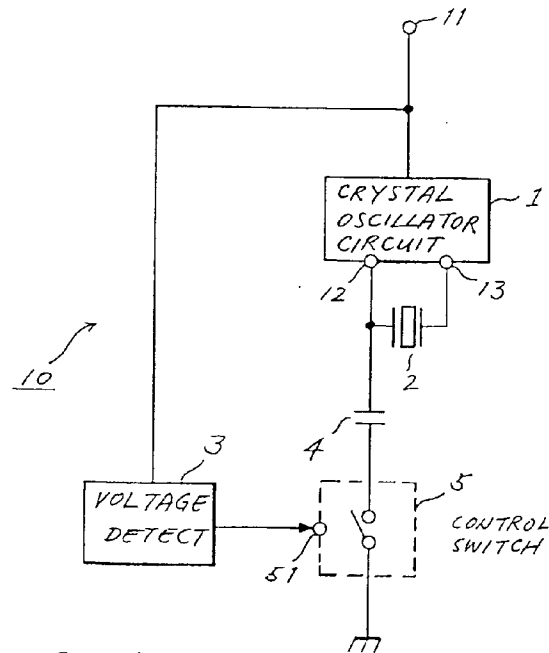 11
CRYSTAL
OSCILLATOR
CIRCUIT
1
12
13
2
10
4
3
VOLTAGE
DETECT
5
51
CONTROL
SWITCH